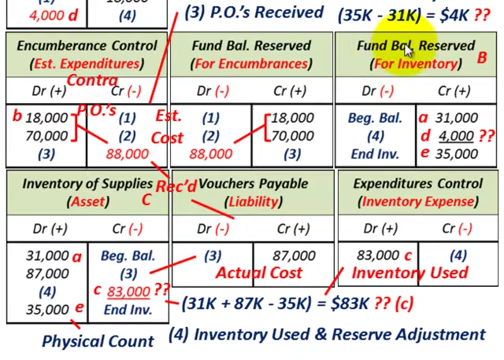 4,000 d
(4)
(3) P.O.'s Received
(35K - 31K) = $4K ??
Encumberance Control
(Est. Expenditures)
Contra
Dr (+) Cr (-)
P.O.'s
b 18,000 (1)
70,000 (2)
(3) 88,000
Est.
Cost
Fund Bal. Reserved
(For Encumbrances)
Dr (-) Cr (+)
(1) 18,000
(2) 70,000
88,000 (3)
Fund Bal. Reserved
(For Inventory) B
Dr (-) Cr (+)
Beg. Bal. a 31,000
(4) d 4,000 ??
End Inv. e 35,000
Rec'd
Inventory of Supplies
(Asset) C
Dr (+) Cr (-)
31,000 a Beg. Bal.
87,000 (3)
(4) c 83,000 ??
35,000 e End Inv.
Vouchers Payable
(Liability)
Dr (-) Cr (+)
(3) 87,000
Actual Cost
Expenditures Control
(Inventory Expense)
Dr (+) Cr (-)
83,000 c (4)
Inventory Used
(31K + 87K - 35K) = $83K ?? (c)
Physical Count
(4) Inventory Used & Reserve Adjustment